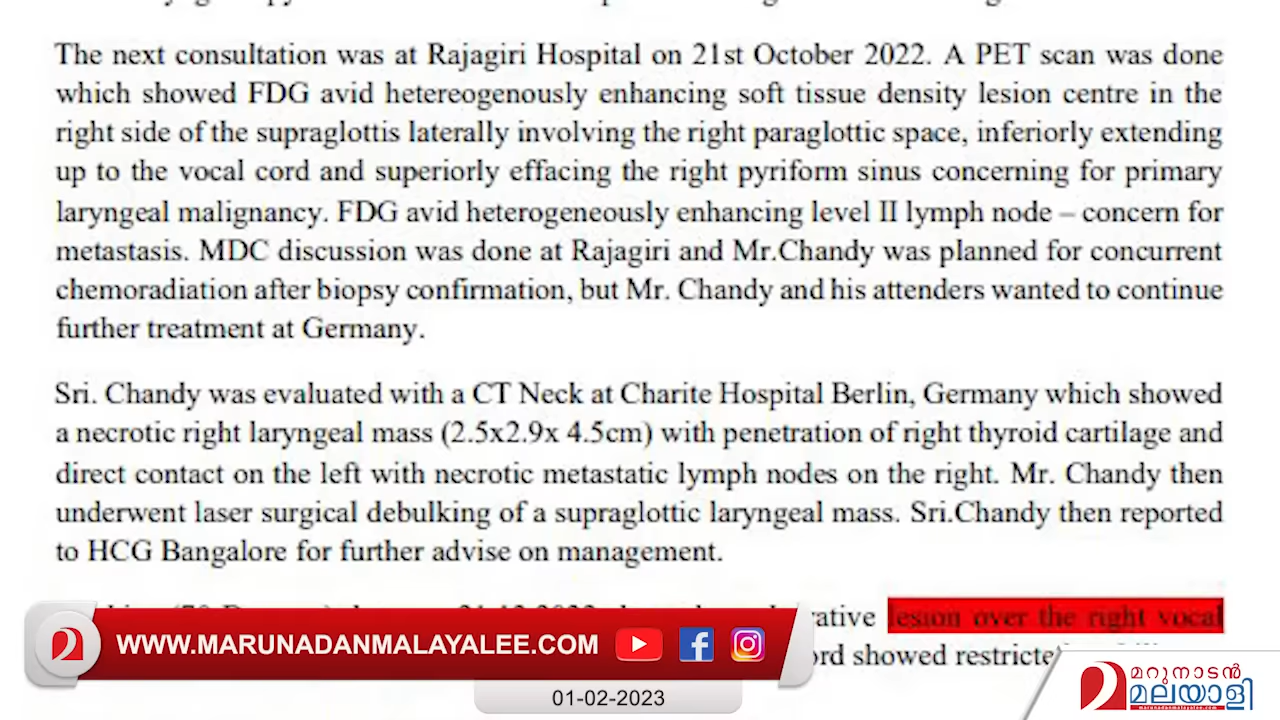 The next consultation was at Rajagiri Hospital on 21st October 2022. A PET scan was done
which showed FDG avid hetereogenously enhancing soft tissue density lesion centre in the
right side of the supraglottis laterally involving the right paraglottic space, inferiorly extending
up to the vocal cord and superiorly effacing the right pyriform sinus concerning for primary
laryngeal malignancy. FDG avid heterogeneously enhancing level II lymph node – concern for
metastasis. MDC discussion was done at Rajagiri and Mr.Chandy was planned for concurrent
chemoradiation after biopsy confirmation, but Mr. Chandy and his attenders wanted to continue
further treatment at Germany.
Sri. Chandy was evaluated with a CT Neck at Charite Hospital Berlin, Germany which showed
a necrotic right laryngeal mass (2.5x2.9x 4.5cm) with penetration of right thyroid cartilage and
direct contact on the left with necrotic metastatic lymph nodes on the right. Mr. Chandy then
underwent laser surgical debulking of a supraglottic laryngeal mass. Sri.Chandy then reported
to HCG Bangalore for further advise on management.
lesion over the right vocal
showed
WWW.MARUNADANMALAYALEE.COM
01-02-2023
മറുനാടൻ
മലയാളി
marunadanmalayalee.com